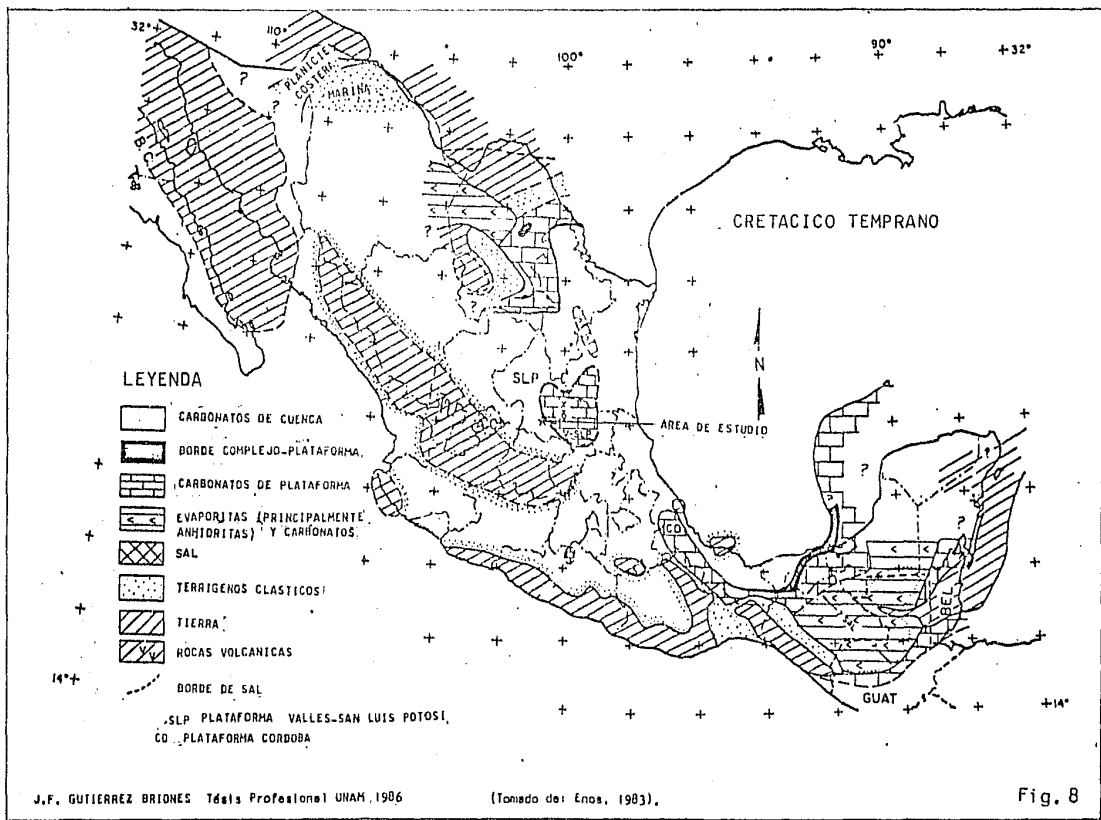 32°
110°
100°
90°
32°
PLANICIE
COSTERA
MARINA
?
?
B.C.
CRETACICO TEMPRANO
?
?
N
SLP
AREA DE ESTUDIO
SLP
?
?
CD
?
?
?
?
BEL
GUAT
14°
14°
LEYENDA
CARBONATOS DE CUENCA
BORDE COMPLEJO-PLATAFORMA
CARBONATOS DE PLATAFORMA
EVAPORITAS (PRINCIPALMENTE
ANHIDRITAS) Y CARBONATOS
SAL
TERRIGENOS CLASTICOS
TIERRA
ROCAS VOLCANICAS
BORDE DE SAL
SLP PLATAFORMA VALLES-SAN LUIS POTOSI
CD PLATAFORMA CORDOBA
J.F. GUTIERREZ BRIONES Tésis Profesional UNAM, 1986
(Tomado de: Enos, 1983).
Fig. 8